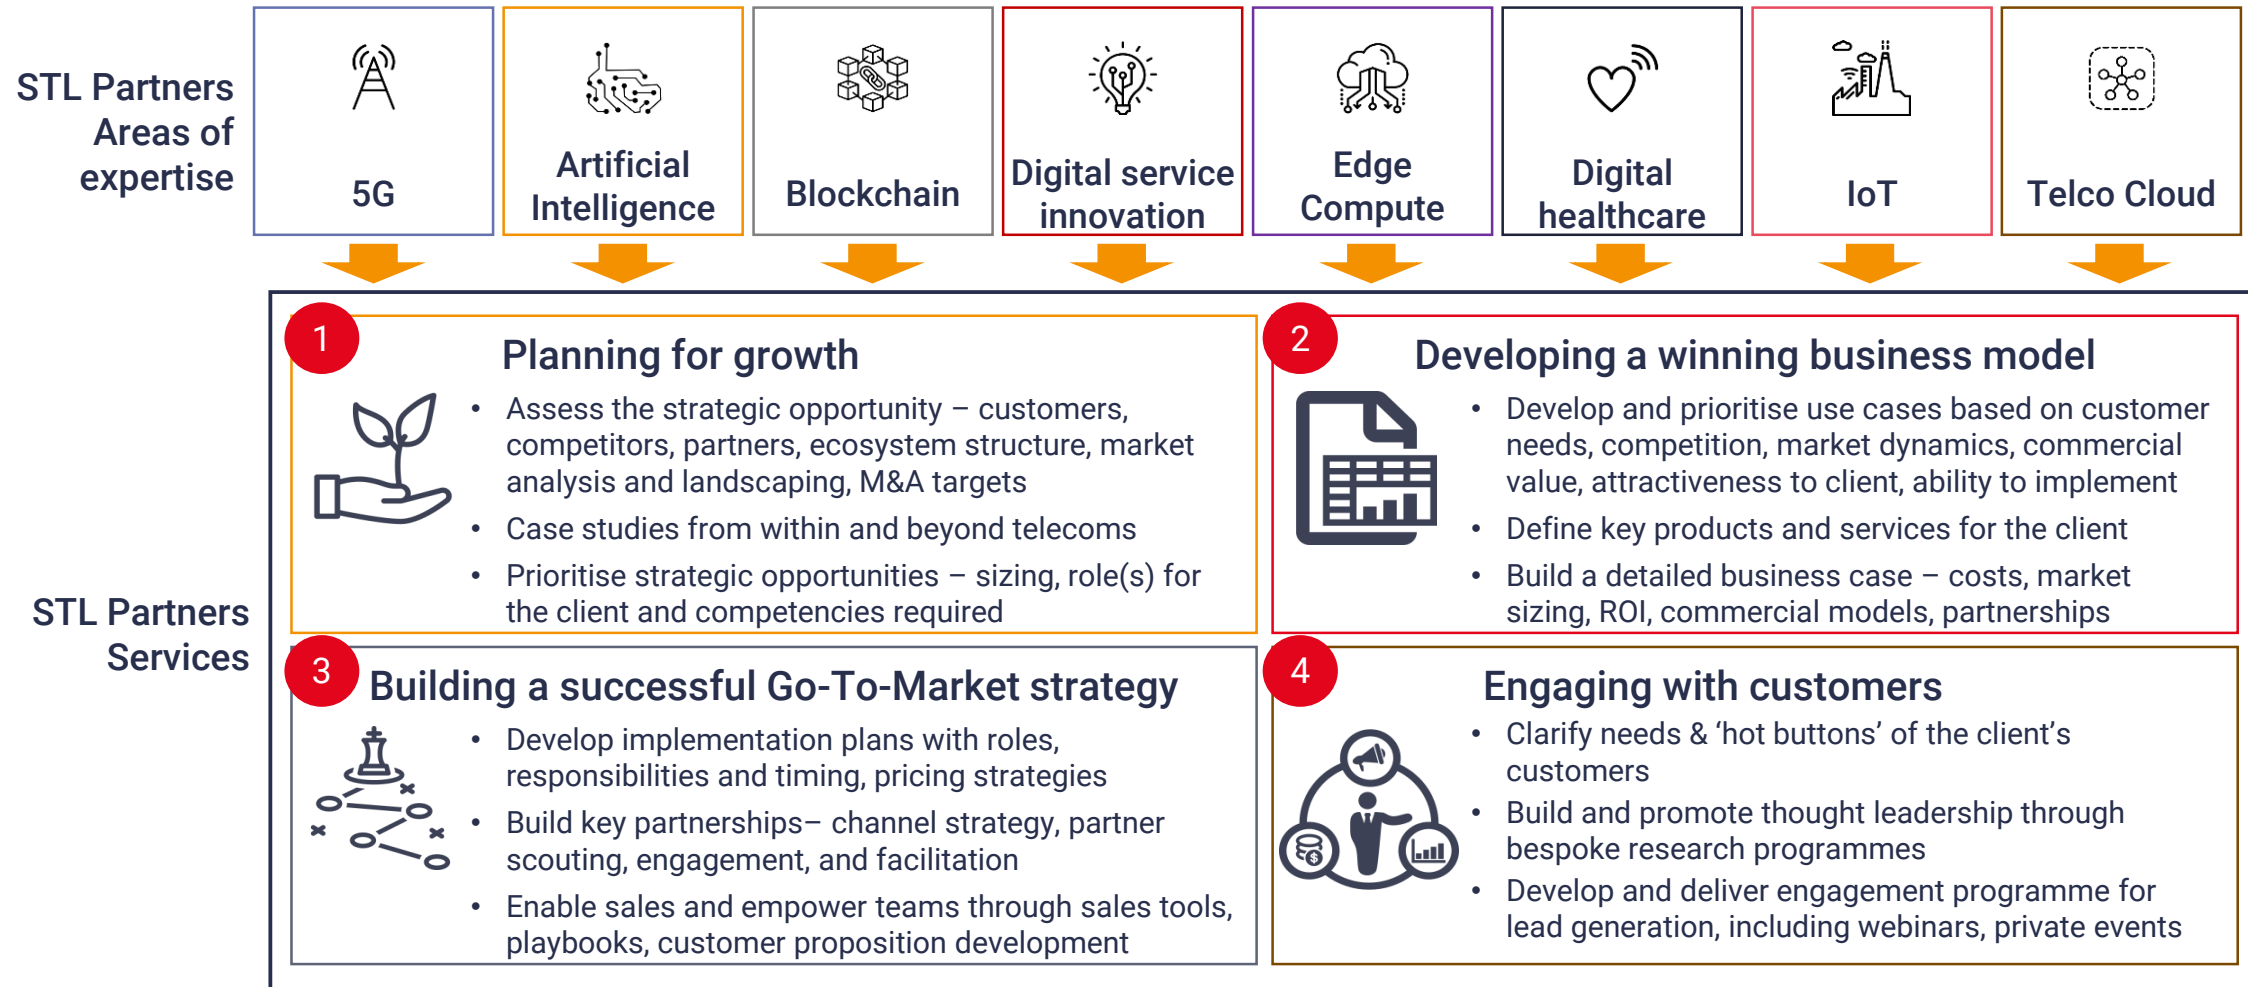 STL Partners
Areas of
expertise
5G
Artificial
Intelligence
Blockchain
Digital service
innovation
Edge
Compute
Digital
healthcare
IoT
Telco Cloud
STL Partners
Services
1
Planning for growth
• Assess the strategic opportunity – customers,
competitors, partners, ecosystem structure, market
analysis and landscaping, M&A targets
• Case studies from within and beyond telecoms
• Prioritise strategic opportunities – sizing, role(s) for
the client and competencies required
2
Developing a winning business model
• Develop and prioritise use cases based on customer
needs, competition, market dynamics, commercial
value, attractiveness to client, ability to implement
• Define key products and services for the client
• Build a detailed business case – costs, market
sizing, ROI, commercial models, partnerships
3
Building a successful Go-To-Market strategy
• Develop implementation plans with roles,
responsibilities and timing, pricing strategies
• Build key partnerships– channel strategy, partner
scouting, engagement, and facilitation
• Enable sales and empower teams through sales tools,
playbooks, customer proposition development
4
Engaging with customers
• Clarify needs & ‘hot buttons’ of the client’s
customers
• Build and promote thought leadership through
bespoke research programmes
• Develop and deliver engagement programme for
lead generation, including webinars, private events